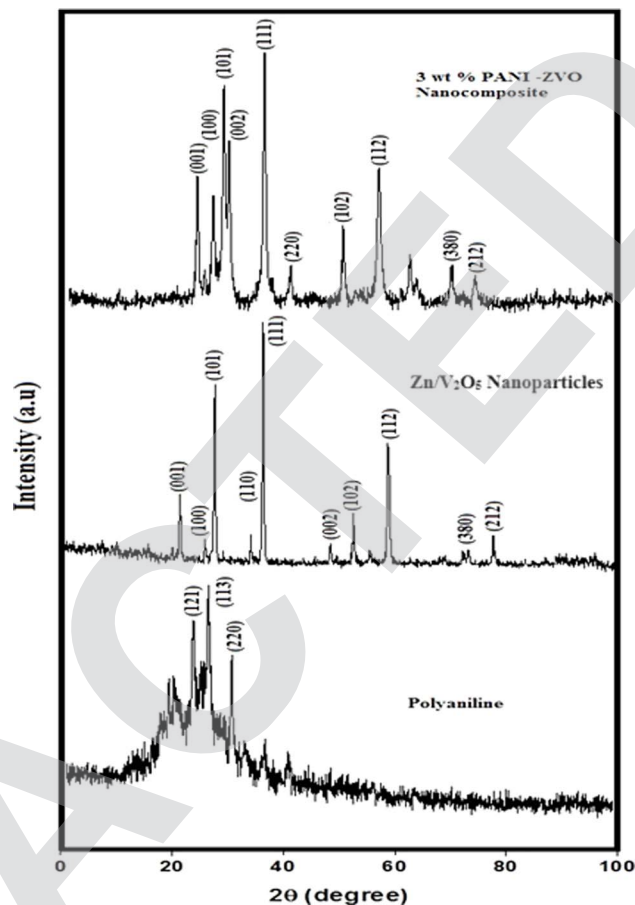 (111)
(101)
3 wt % PANI -ZVO
Nanocomposite
(100)
(002)
(001)
(112)
(102)
(220)
(380)
(212)
(111)
(101)
Zn/V₂O₅ Nanoparticles
(112)
(001)
(110)
(102)
(100)
(002)
(380)
(212)
Intensity (a.u)
(113)
(121)
(220)
Polyaniline
0 20 40 60 80 100
2θ (degree)
ACTED